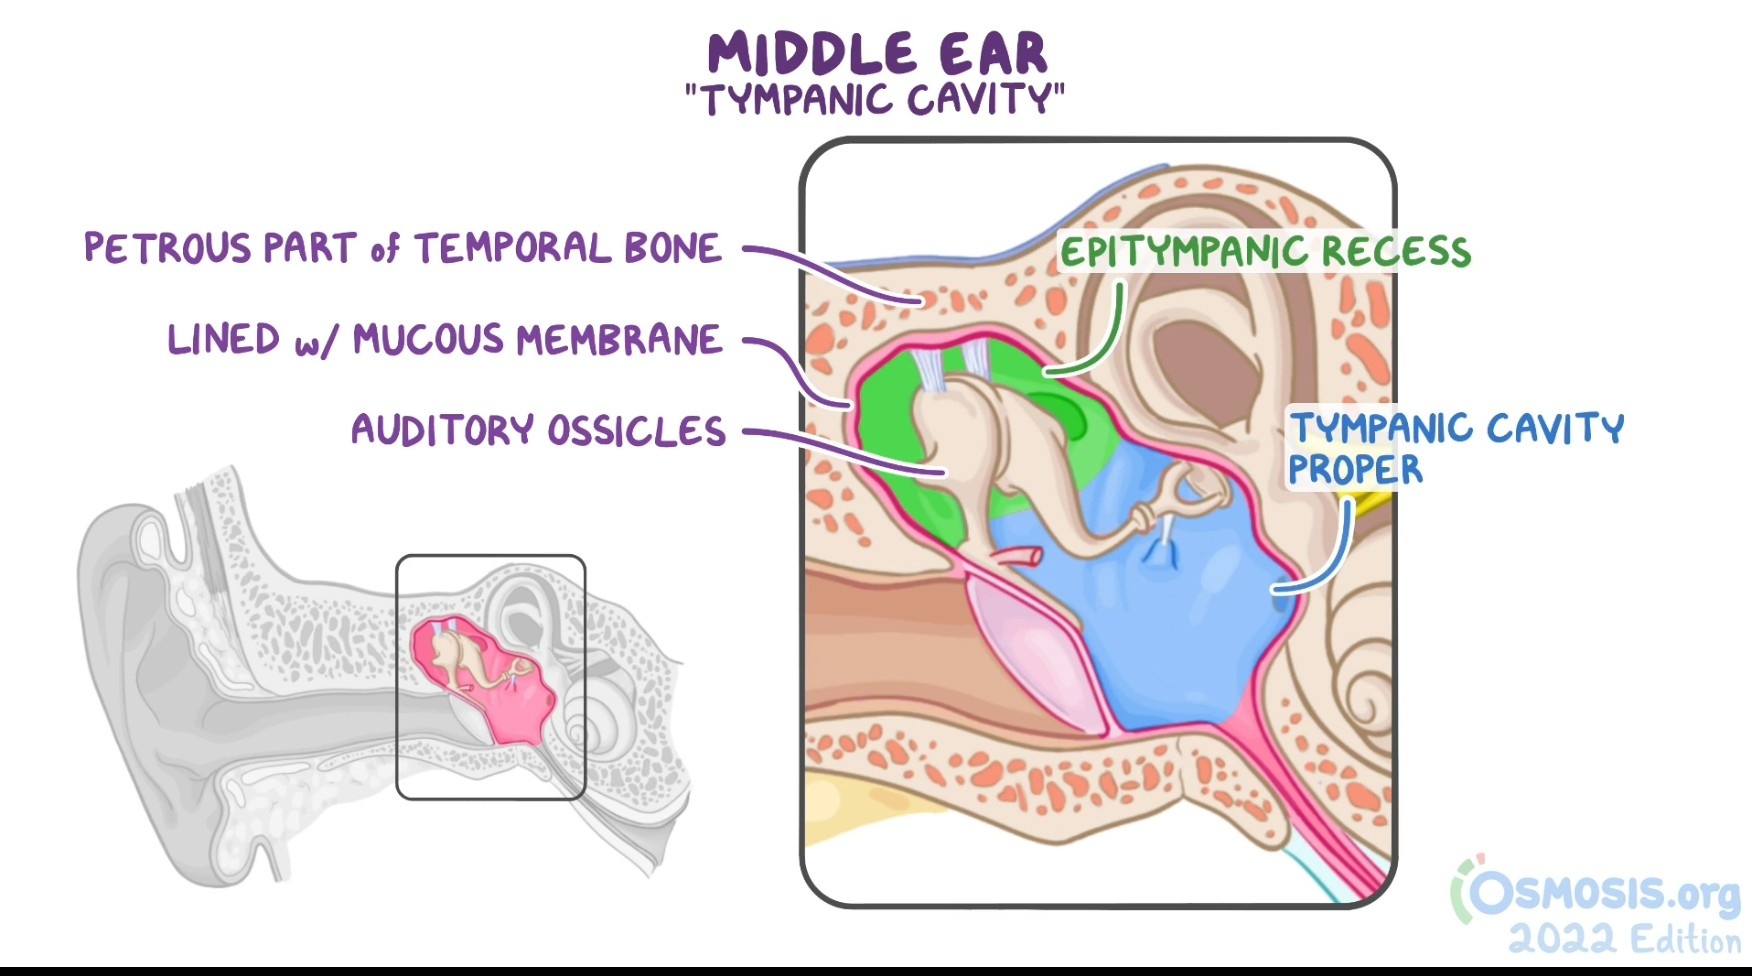 MIDDLE EAR
"TYMPANIC CAVITY"
PETROUS PART of TEMPORAL BONE
LINED w/ MUCOUS MEMBRANE
AUDITORY OSSICLES
EPITYMPANIC RECESS
TYMPANIC CAVITY
PROPER
OSMOSIS.org
2022 Edition